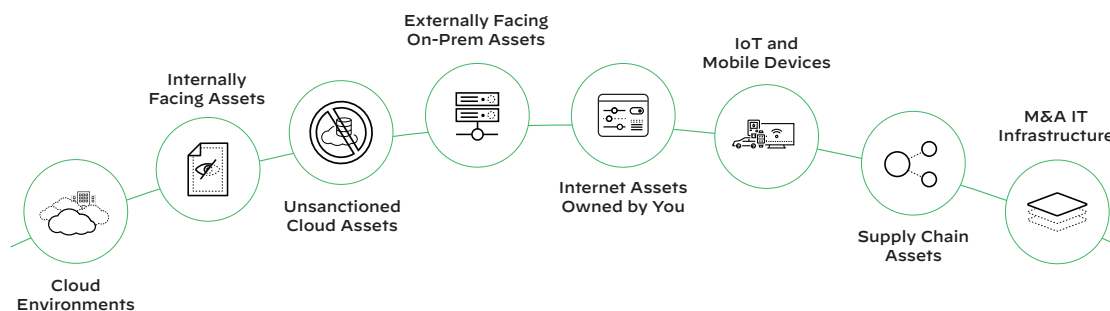 Cloud
Environments
Internally
Facing Assets
Unsanctioned
Cloud Assets
Externally Facing
On-Prem Assets
Internet Assets
Owned by You
IoT and
Mobile Devices
Supply Chain
Assets
M&A IT
Infrastructure